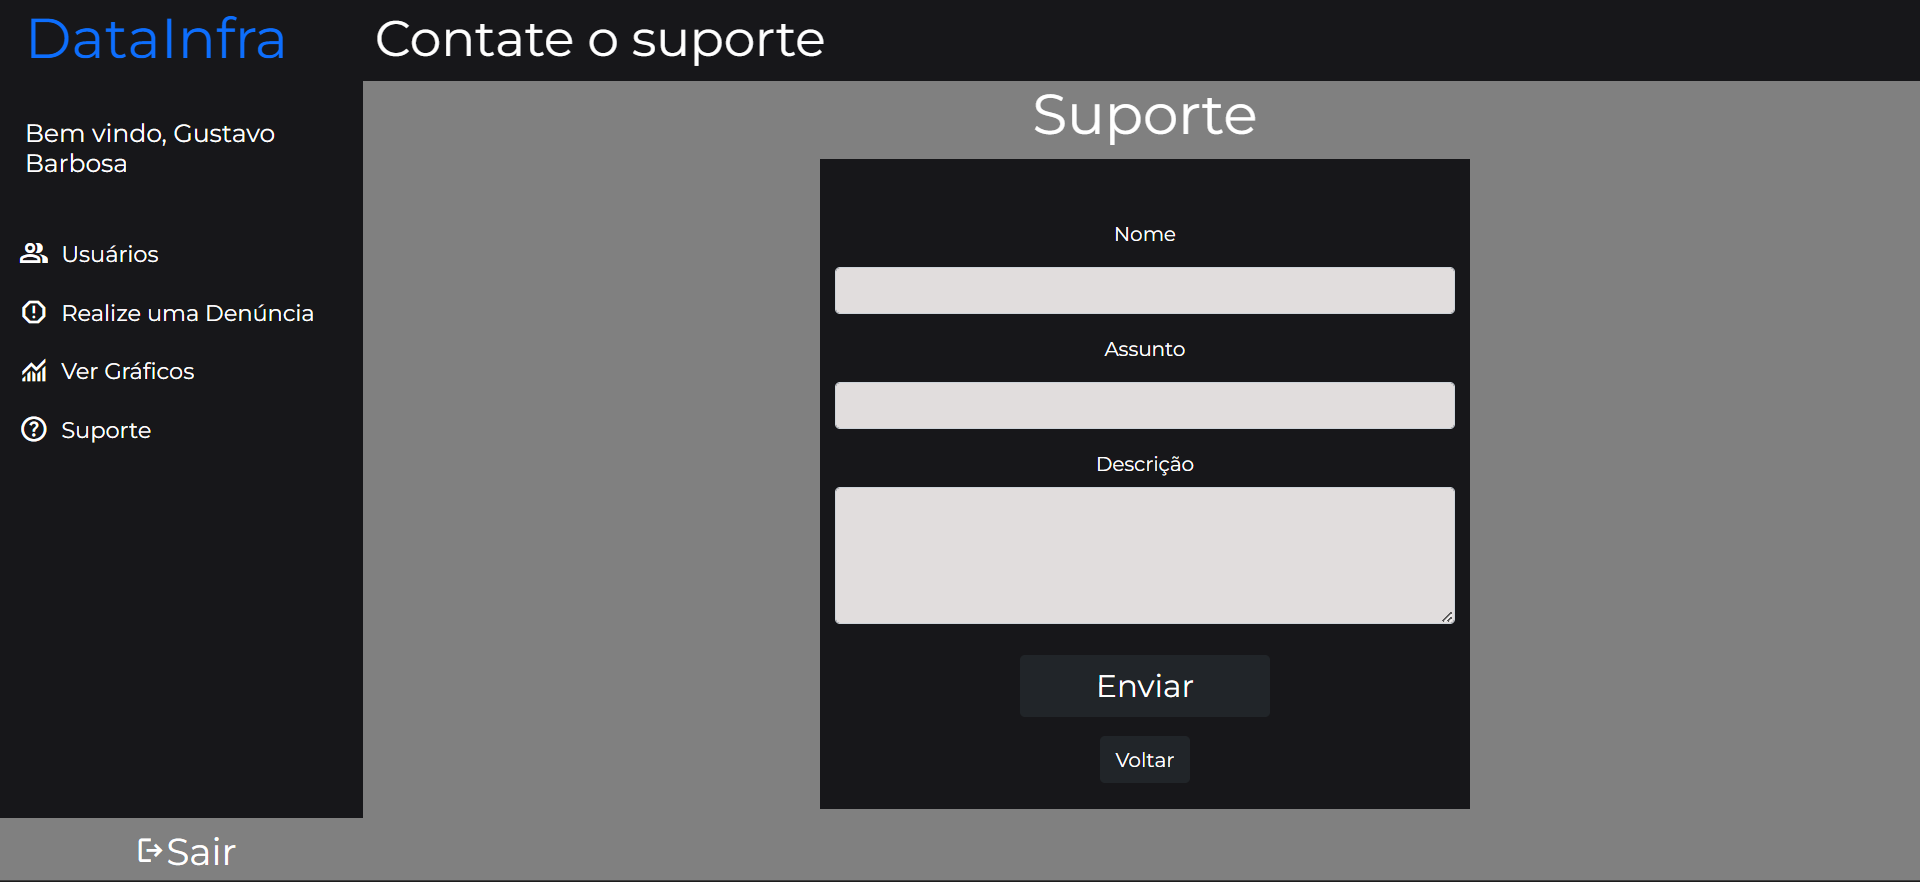 DataInfra
Contate o suporte
Bem vindo, Gustavo
Barbosa
Usuários
Realize uma Denúncia
Ver Gráficos
Suporte
Sair
Suporte
Nome
Assunto
Descrição
Enviar
Voltar